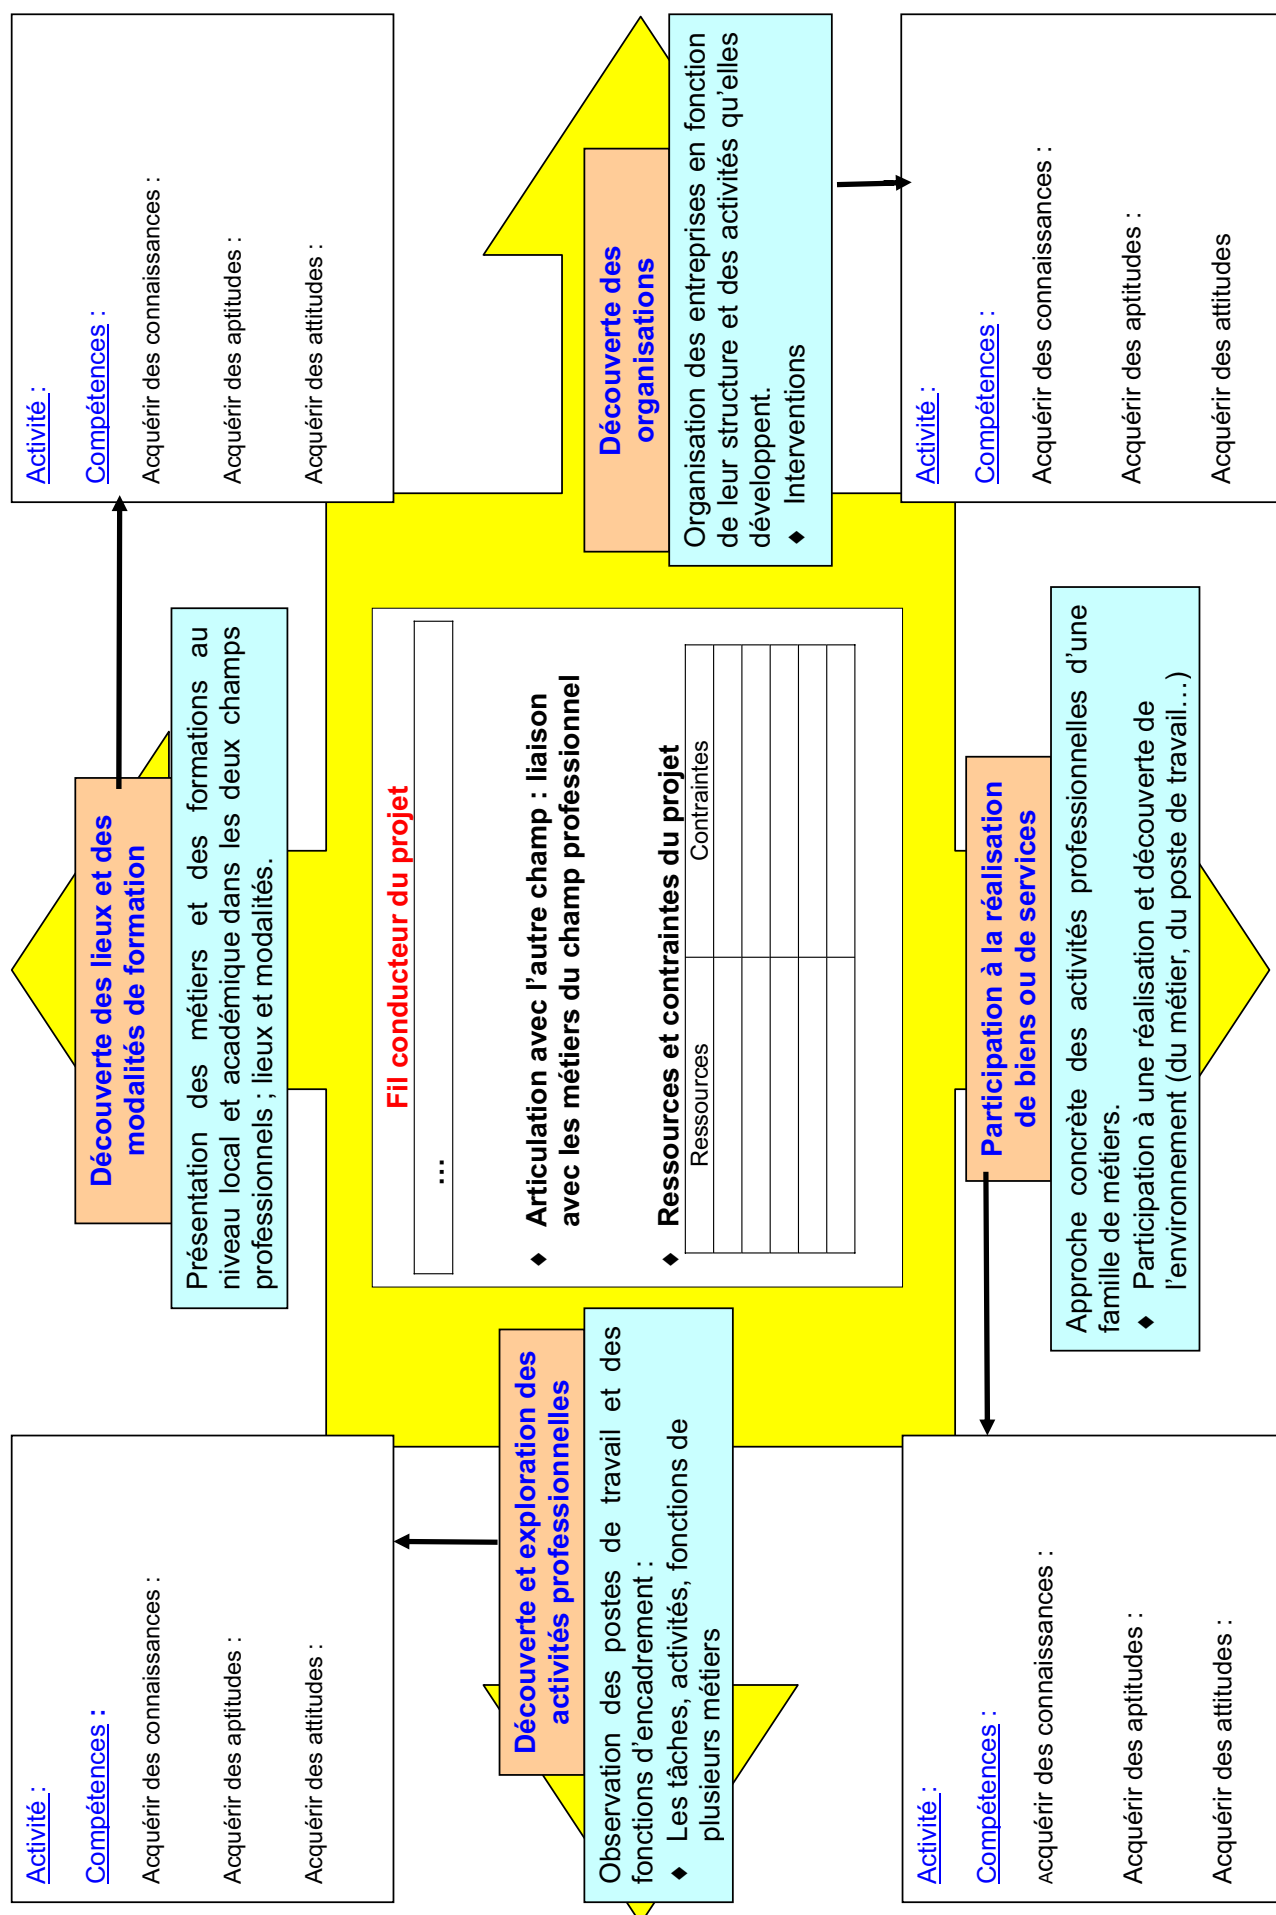 Activité :
Compétences :
Acquérir des connaissances :
Acquérir des aptitudes :
Acquérir des attitudes :
Découverte des lieux et des
modalités de formation
Présentation des métiers et des formations au
niveau local et académique dans les deux champs
professionnels ; lieux et modalités.
Activité :
Compétences :
Acquérir des connaissances :
Acquérir des aptitudes :
Acquérir des attitudes :
Découverte et exploration des
activités professionnelles
Observation des postes de travail et des
fonctions d'encadrement :
♦ Les tâches, activités, fonctions de
plusieurs métiers
Fil conducteur du projet
…
♦ Articulation avec l'autre champ : liaison
avec les métiers du champ professionnel
♦ Ressources et contraintes du projet
Ressources Contraintes
Découverte des
organisations
Organisation des entreprises en fonction
de leur structure et des activités qu'elles
développent.
♦ Interventions
Activité :
Compétences :
Acquérir des connaissances :
Acquérir des aptitudes :
Acquérir des attitudes :
Participation à la réalisation
de biens ou de services
Approche concrète des activités professionnelles d'une
famille de métiers.
♦ Participation à une réalisation et découverte de
l'environnement (du métier, du poste de travail…)
Activité :
Compétences :
Acquérir des connaissances :
Acquérir des aptitudes :
Acquérir des attitudes